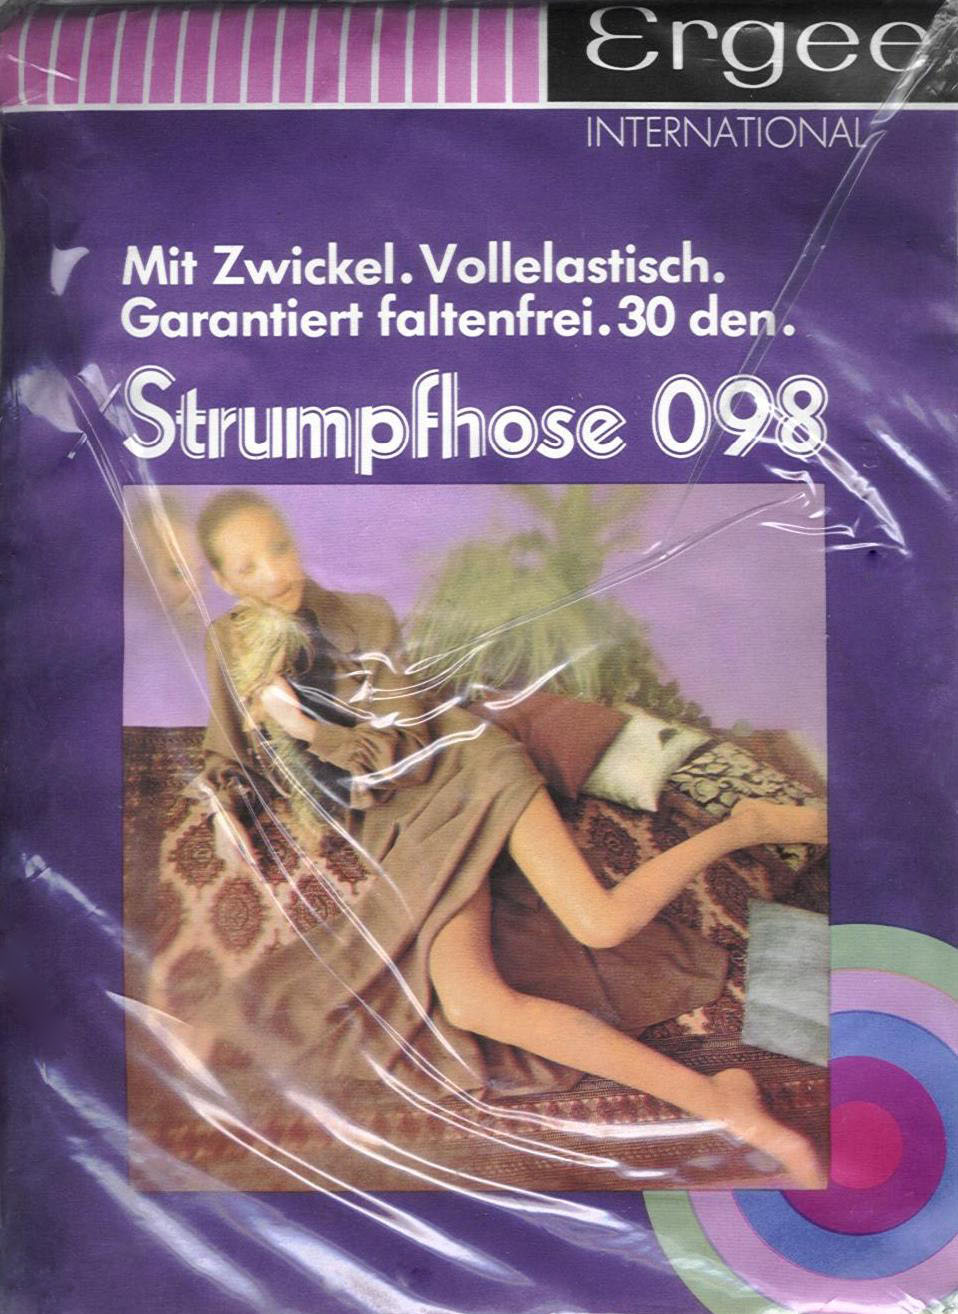 Ergee
INTERNATIONAL
Mit Zwickel. Vollelastisch.
Garantiert faltenfrei. 30 den.
Strumpfhose 098